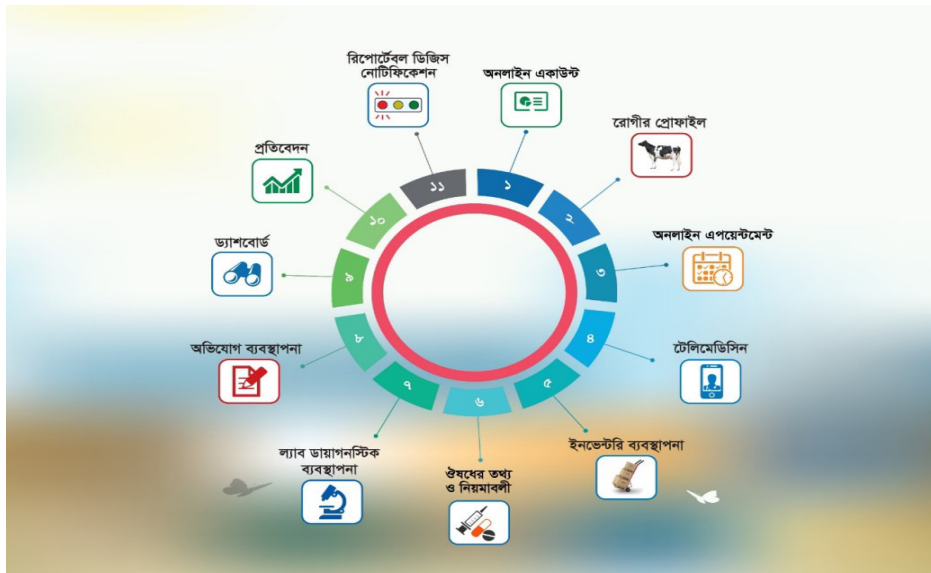 রিপোর্টেবল ডিজিস
নোটিফিকেশন
অনলাইন একাউন্ট
রোগীর প্রোফাইল
অনলাইন এপয়েন্টমেন্ট
টেলিমেডিসিন
ইনভেন্টরি ব্যবস্থাপনা
ঔষধের তথ্য
ও নিয়মাবলী
ল্যাব ডায়াগনস্টিক
ব্যবস্থাপনা
অভিযোগ ব্যবস্থাপনা
ড্যাশবোর্ড
প্রতিবেদন
১
২
৩
৪
৫
৬
৭
৮
৯
১০
১১